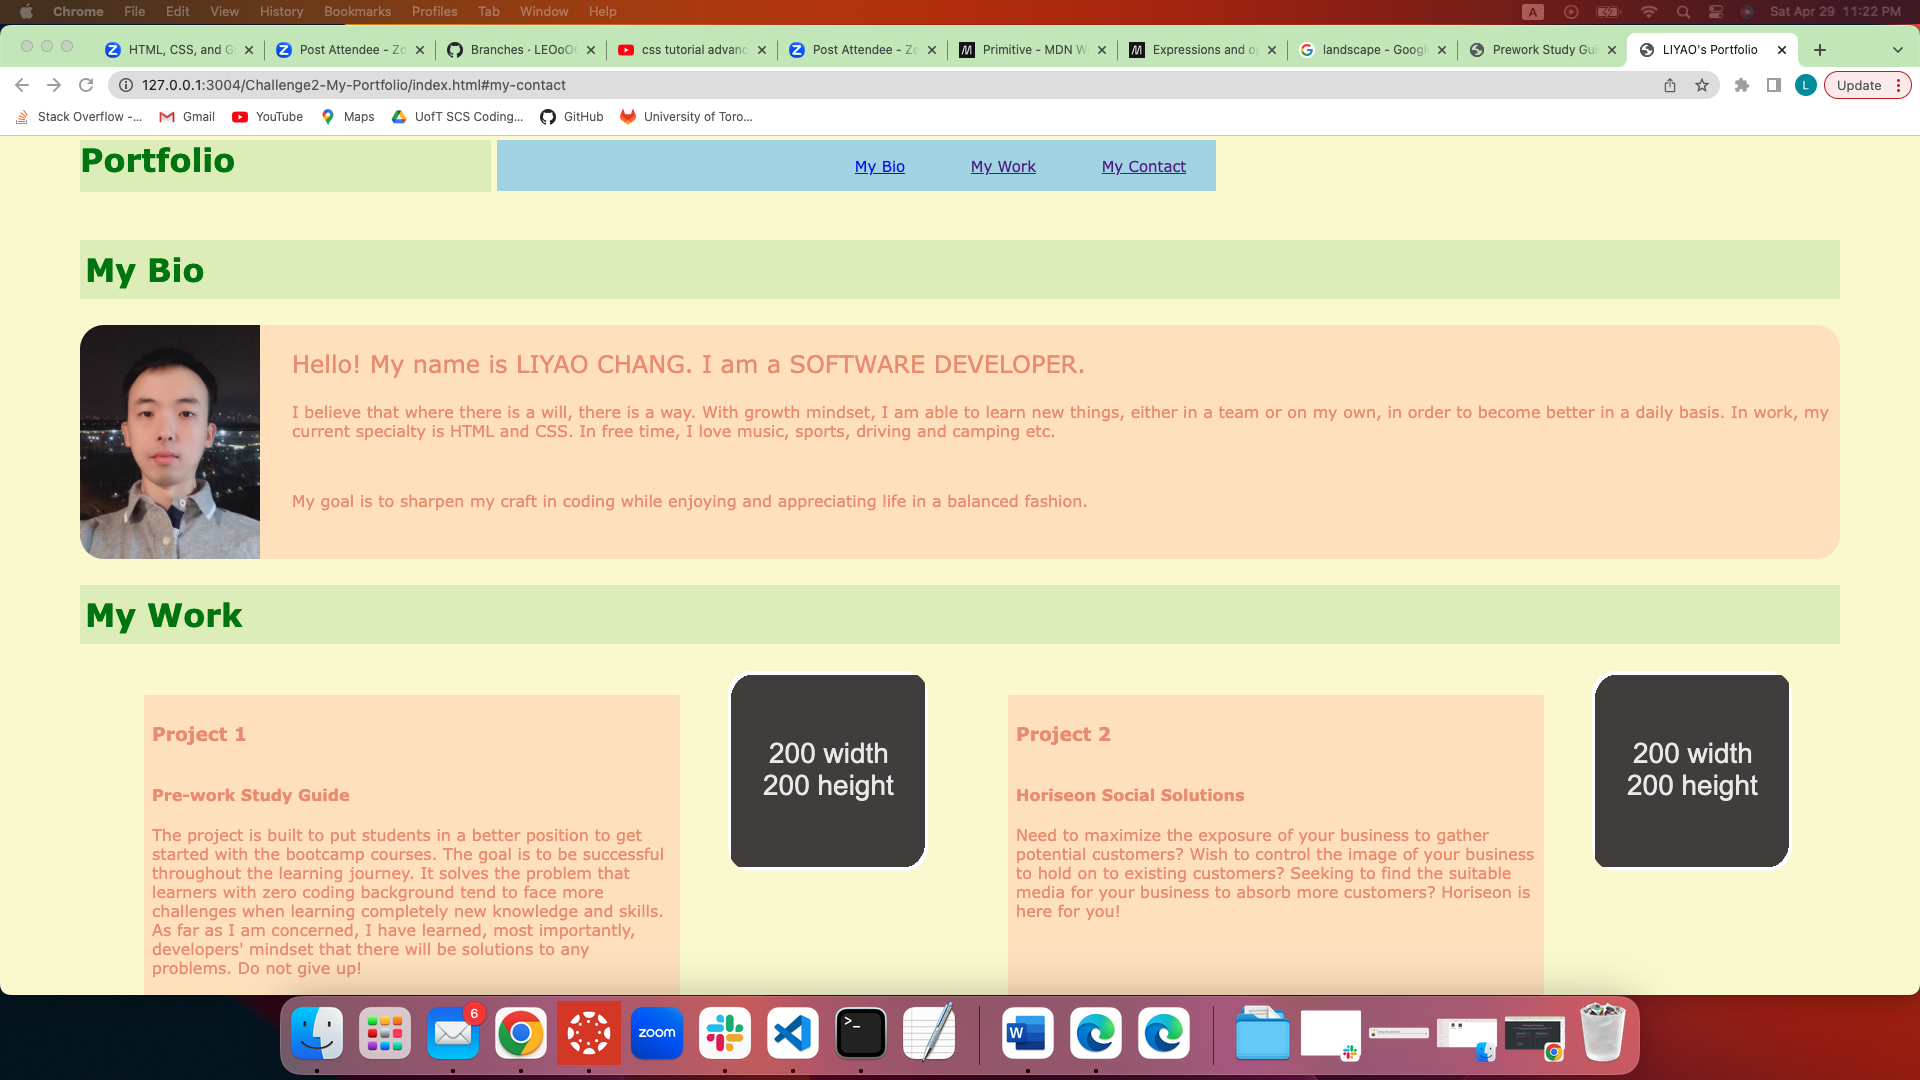 Chrome File Edit View History Bookmarks Profiles Tab Window Help A Sat Apr 29 11:22 PM
HTML, CSS, and G Post Attendee - Zo Branches · LEOoO css tutorial advanc Post Attendee - Zo Primitive - MDN W Expressions and o landscape - Googl Prework Study Gui LIYAO's Portfolio
127.0.0.1:3004/Challenge2-My-Portfolio/index.html#my-contact L Update
Stack Overflow -... Gmail YouTube Maps UofT SCS Coding... GitHub University of Toro...
Portfolio
My Bio My Work My Contact
My Bio
Hello! My name is LIYAO CHANG. I am a SOFTWARE DEVELOPER.
I believe that where there is a will, there is a way. With growth mindset, I am able to learn new things, either in a team or on my own, in order to become better in a daily basis. In work, my
current specialty is HTML and CSS. In free time, I love music, sports, driving and camping etc.
My goal is to sharpen my craft in coding while enjoying and appreciating life in a balanced fashion.
My Work
Project 1
Pre-work Study Guide
The project is built to put students in a better position to get
started with the bootcamp courses. The goal is to be successful
throughout the learning journey. It solves the problem that
learners with zero coding background tend to face more
challenges when learning completely new knowledge and skills.
As far as I am concerned, I have learned, most importantly,
developers' mindset that there will be solutions to any
problems. Do not give up!
200 width
200 height
Project 2
Horiseon Social Solutions
Need to maximize the exposure of your business to gather
potential customers? Wish to control the image of your business
to hold on to existing customers? Seeking to find the suitable
media for your business to absorb more customers? Horiseon is
here for you!
200 width
200 height
6
zoom
>_
W